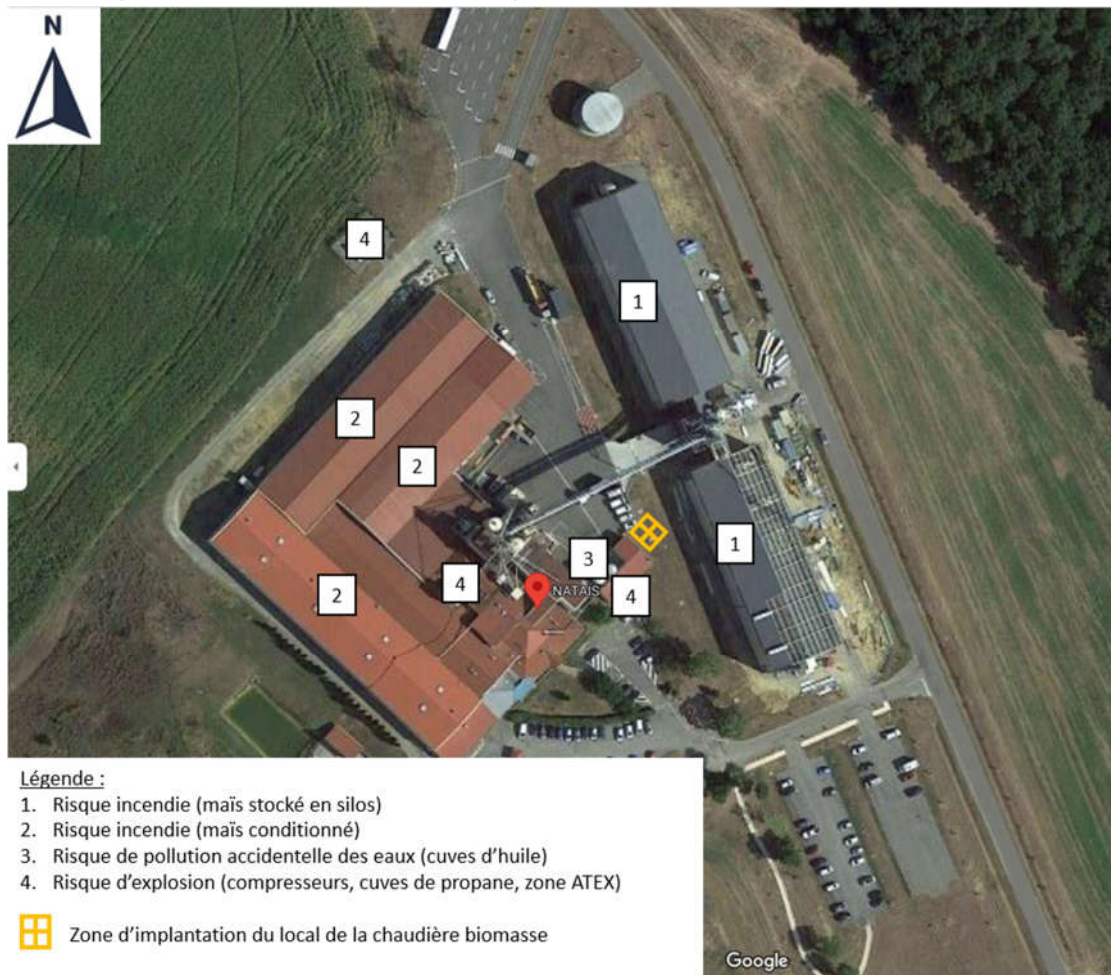 N
4
1
2
2
1
3
4
NATAIS
4
2
Légende :
1. Risque incendie (maïs stocké en silos)
2. Risque incendie (maïs conditionné)
3. Risque de pollution accidentelle des eaux (cuves d'huile)
4. Risque d'explosion (compresseurs, cuves de propane, zone ATEX)
Zone d'implantation du local de la chaudière biomasse
Google